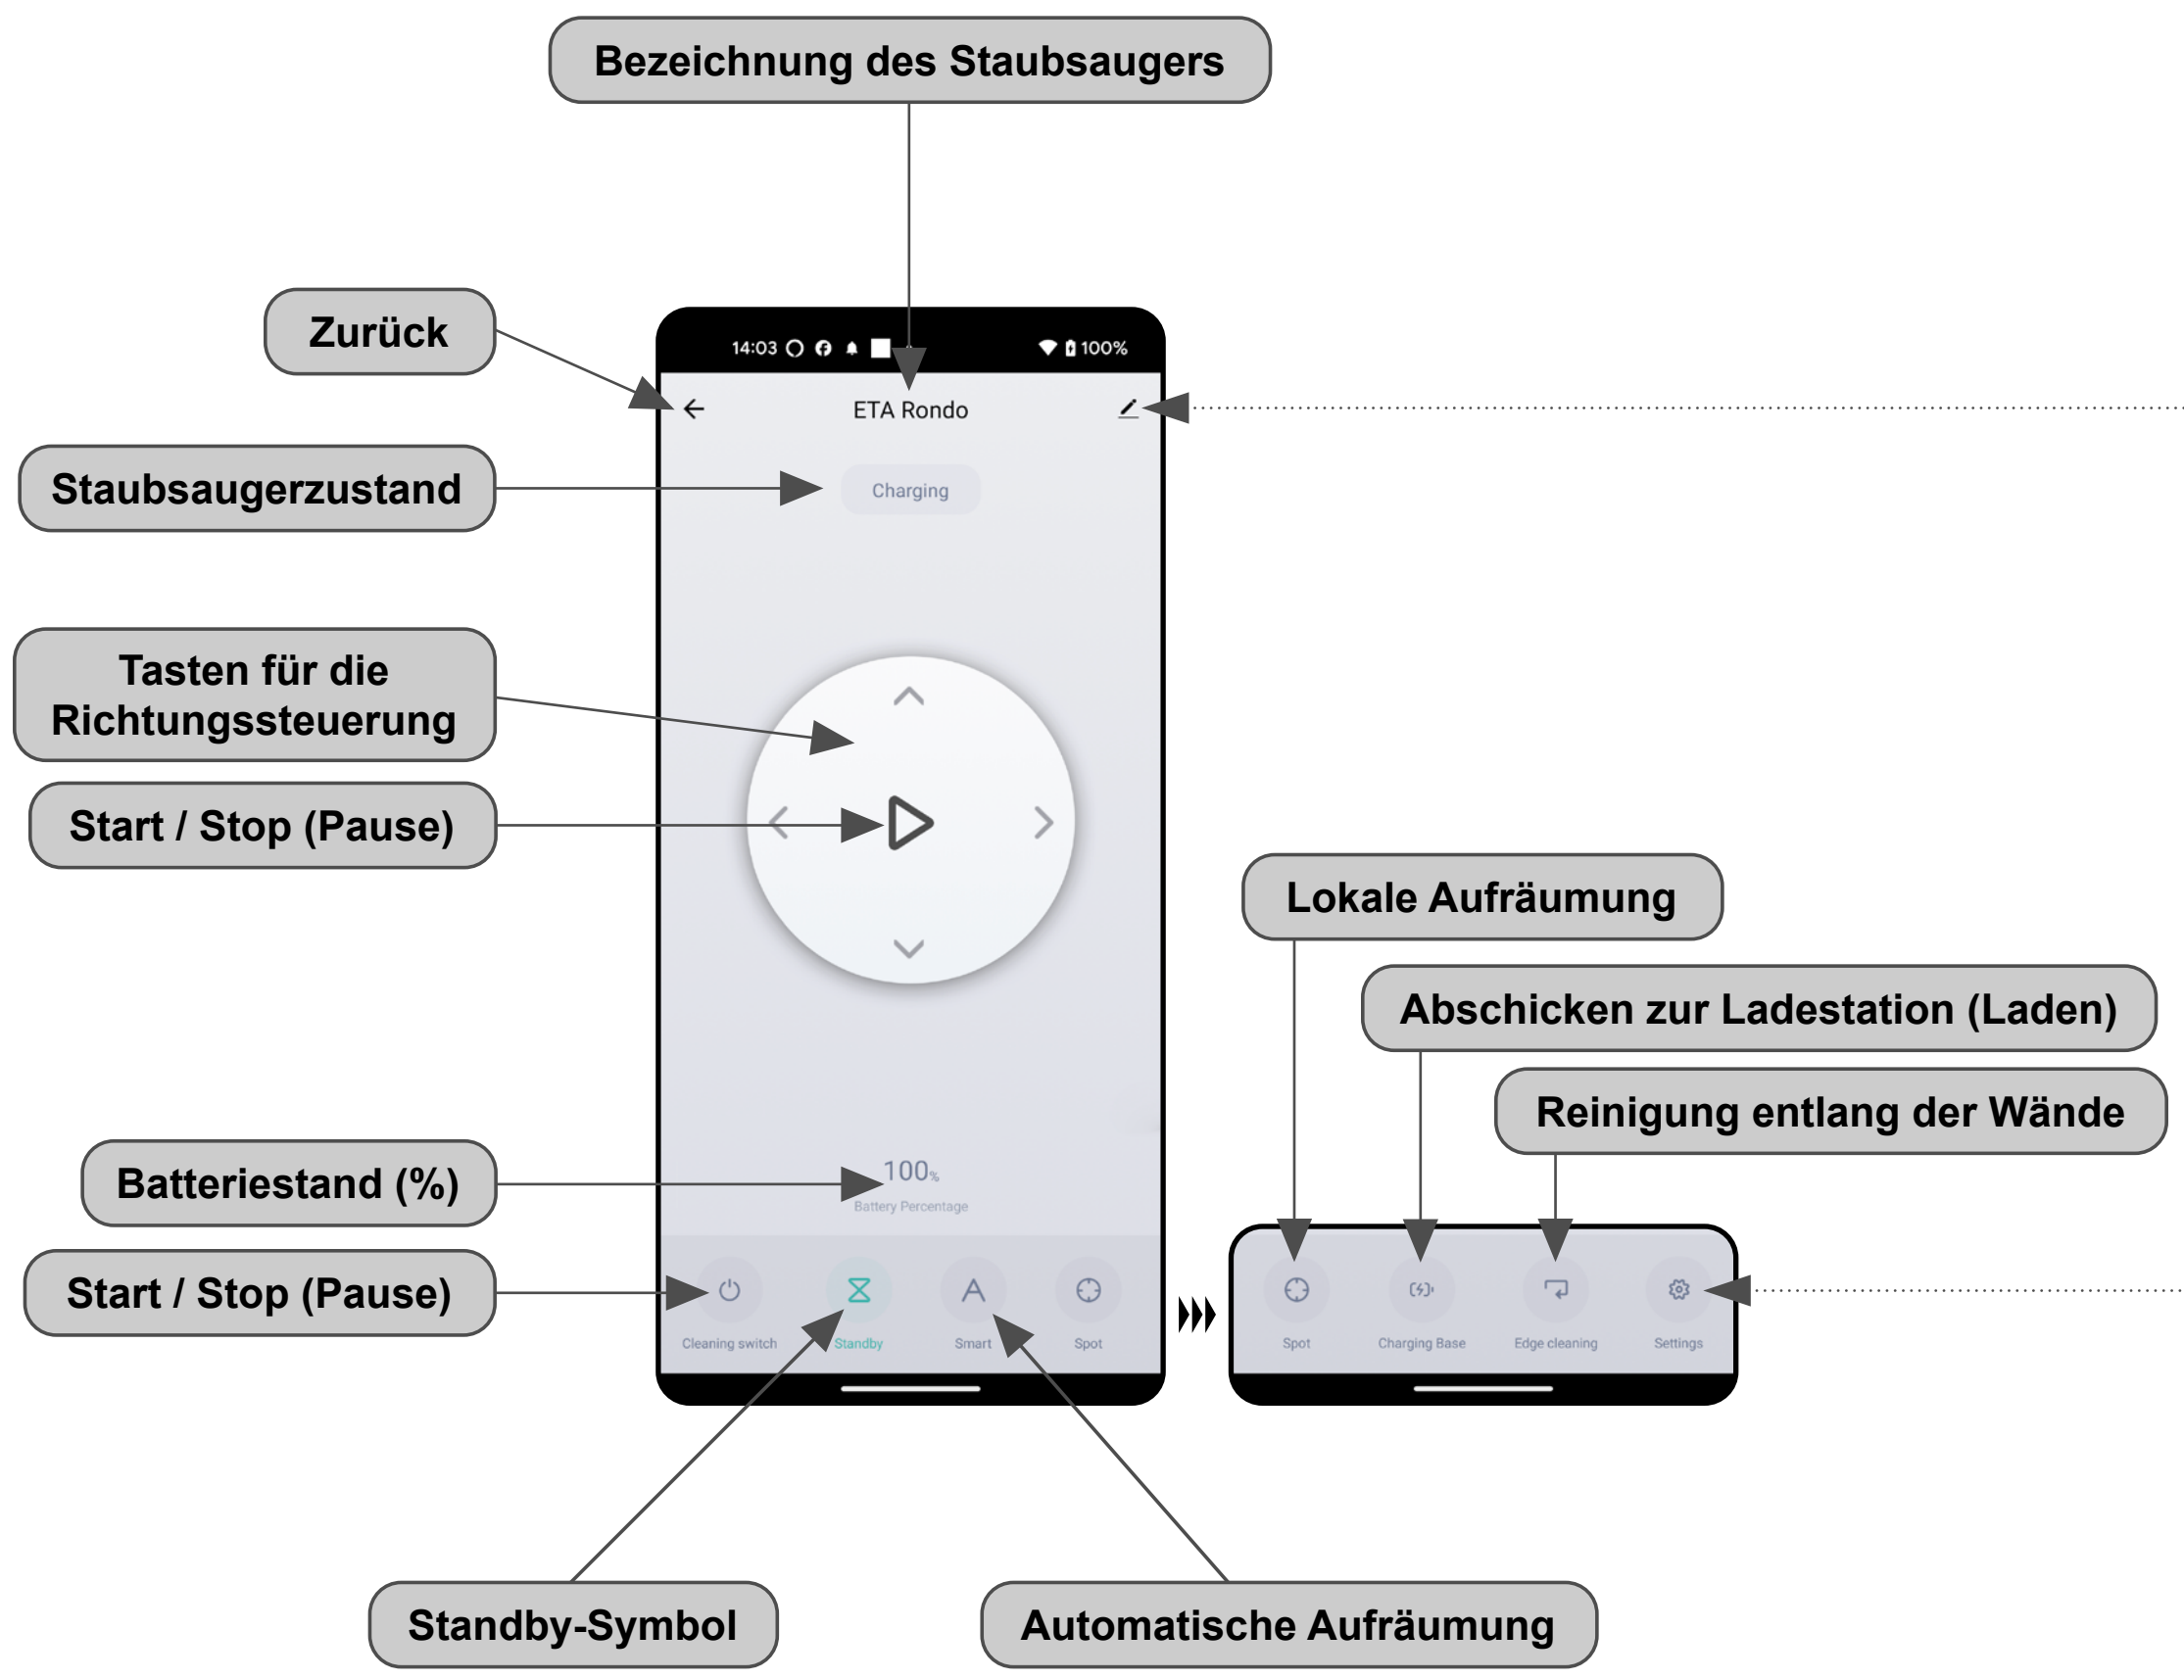 Bezeichnung des Staubsaugers
Zurück
14:03
100%
ETA Rondo
Staubsaugerzustand
Charging
Tasten für die
Richtungssteuerung
Start / Stop (Pause)
Lokale Aufräumung
Abschicken zur Ladestation (Laden)
Reinigung entlang der Wände
Batteriestand (%)
100%
Battery Percentage
Start / Stop (Pause)
Cleaning switch
Standby
Smart
Spot
Spot
Charging Base
Edge cleaning
Settings
Standby-Symbol
Automatische Aufräumung